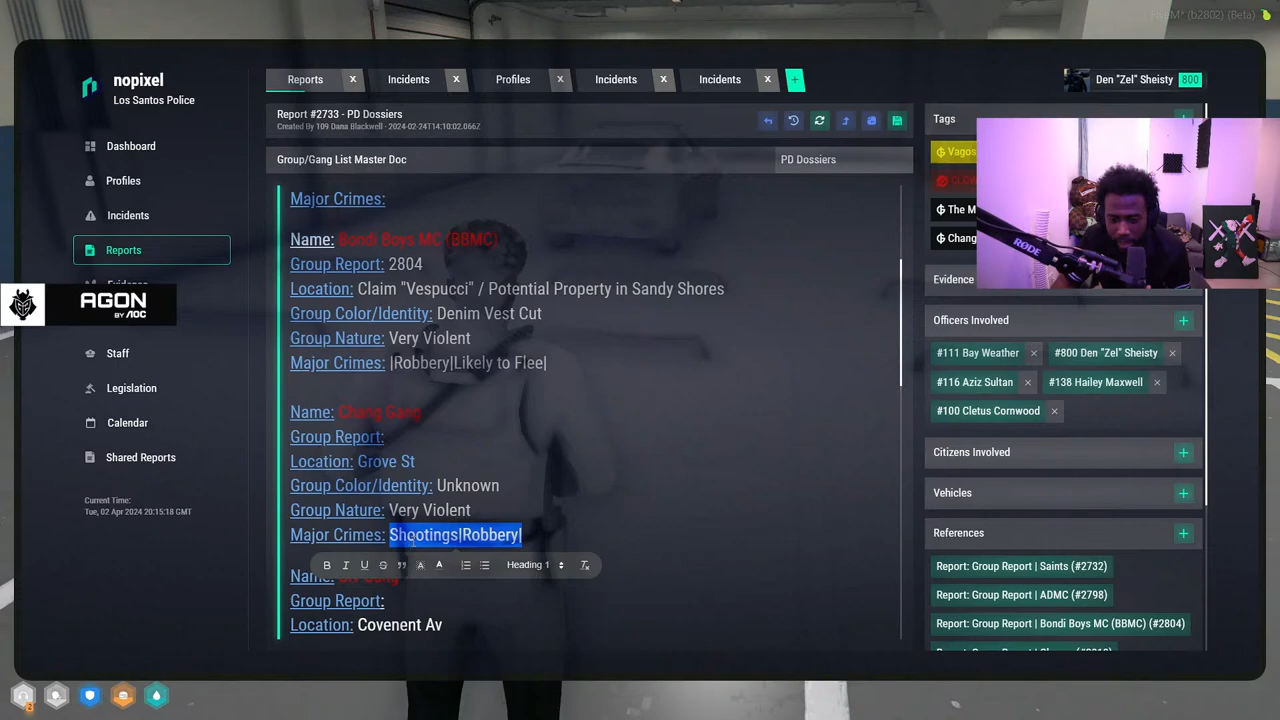 (b2802) (Beta)
nopixel
Los Santos Police
Reports x
Incidents x
Profiles x
Incidents x
Incidents x
+
Den "Zel" Sheisty 800
Dashboard
Profiles
Incidents
Reports
Staff
Legislation
Calendar
Shared Reports
Current Time:
Tue, 02 Apr 2024 20:15:18 GMT
AGON
BY AOC
Report #2733 - PD Dossiers
Created By 109 Dana Blackwell - 2024-02-24T14:10:02.066Z
Group/Gang List Master Doc
PD Dossiers
Major Crimes:
Name: Bondi Boys MC (BBMC)
Group Report: 2804
Location: Claim "Vespucci" / Potential Property in Sandy Shores
Group Color/Identity: Denim Vest Cut
Group Nature: Very Violent
Major Crimes: |Robbery|Likely to Flee|
Name: Chang Gang
Group Report:
Location: Grove St
Group Color/Identity: Unknown
Group Nature: Very Violent
Major Crimes: Shootings|Robbery|
B I U S Heading 1
Name:
Group Report:
Location: Covenent Av
Tags
Vagos
The M
Chang
RØDE
Evidence
Officers Involved +
#111 Bay Weather ×
#800 Den "Zel" Sheisty ×
#116 Aziz Sultan ×
#138 Hailey Maxwell ×
#100 Cletus Cornwood ×
Citizens Involved +
Vehicles +
References +
Report: Group Report | Saints (#2732)
Report: Group Report | ADMC (#2798)
Report: Group Report | Bondi Boys MC (BBMC) (#2804)
2